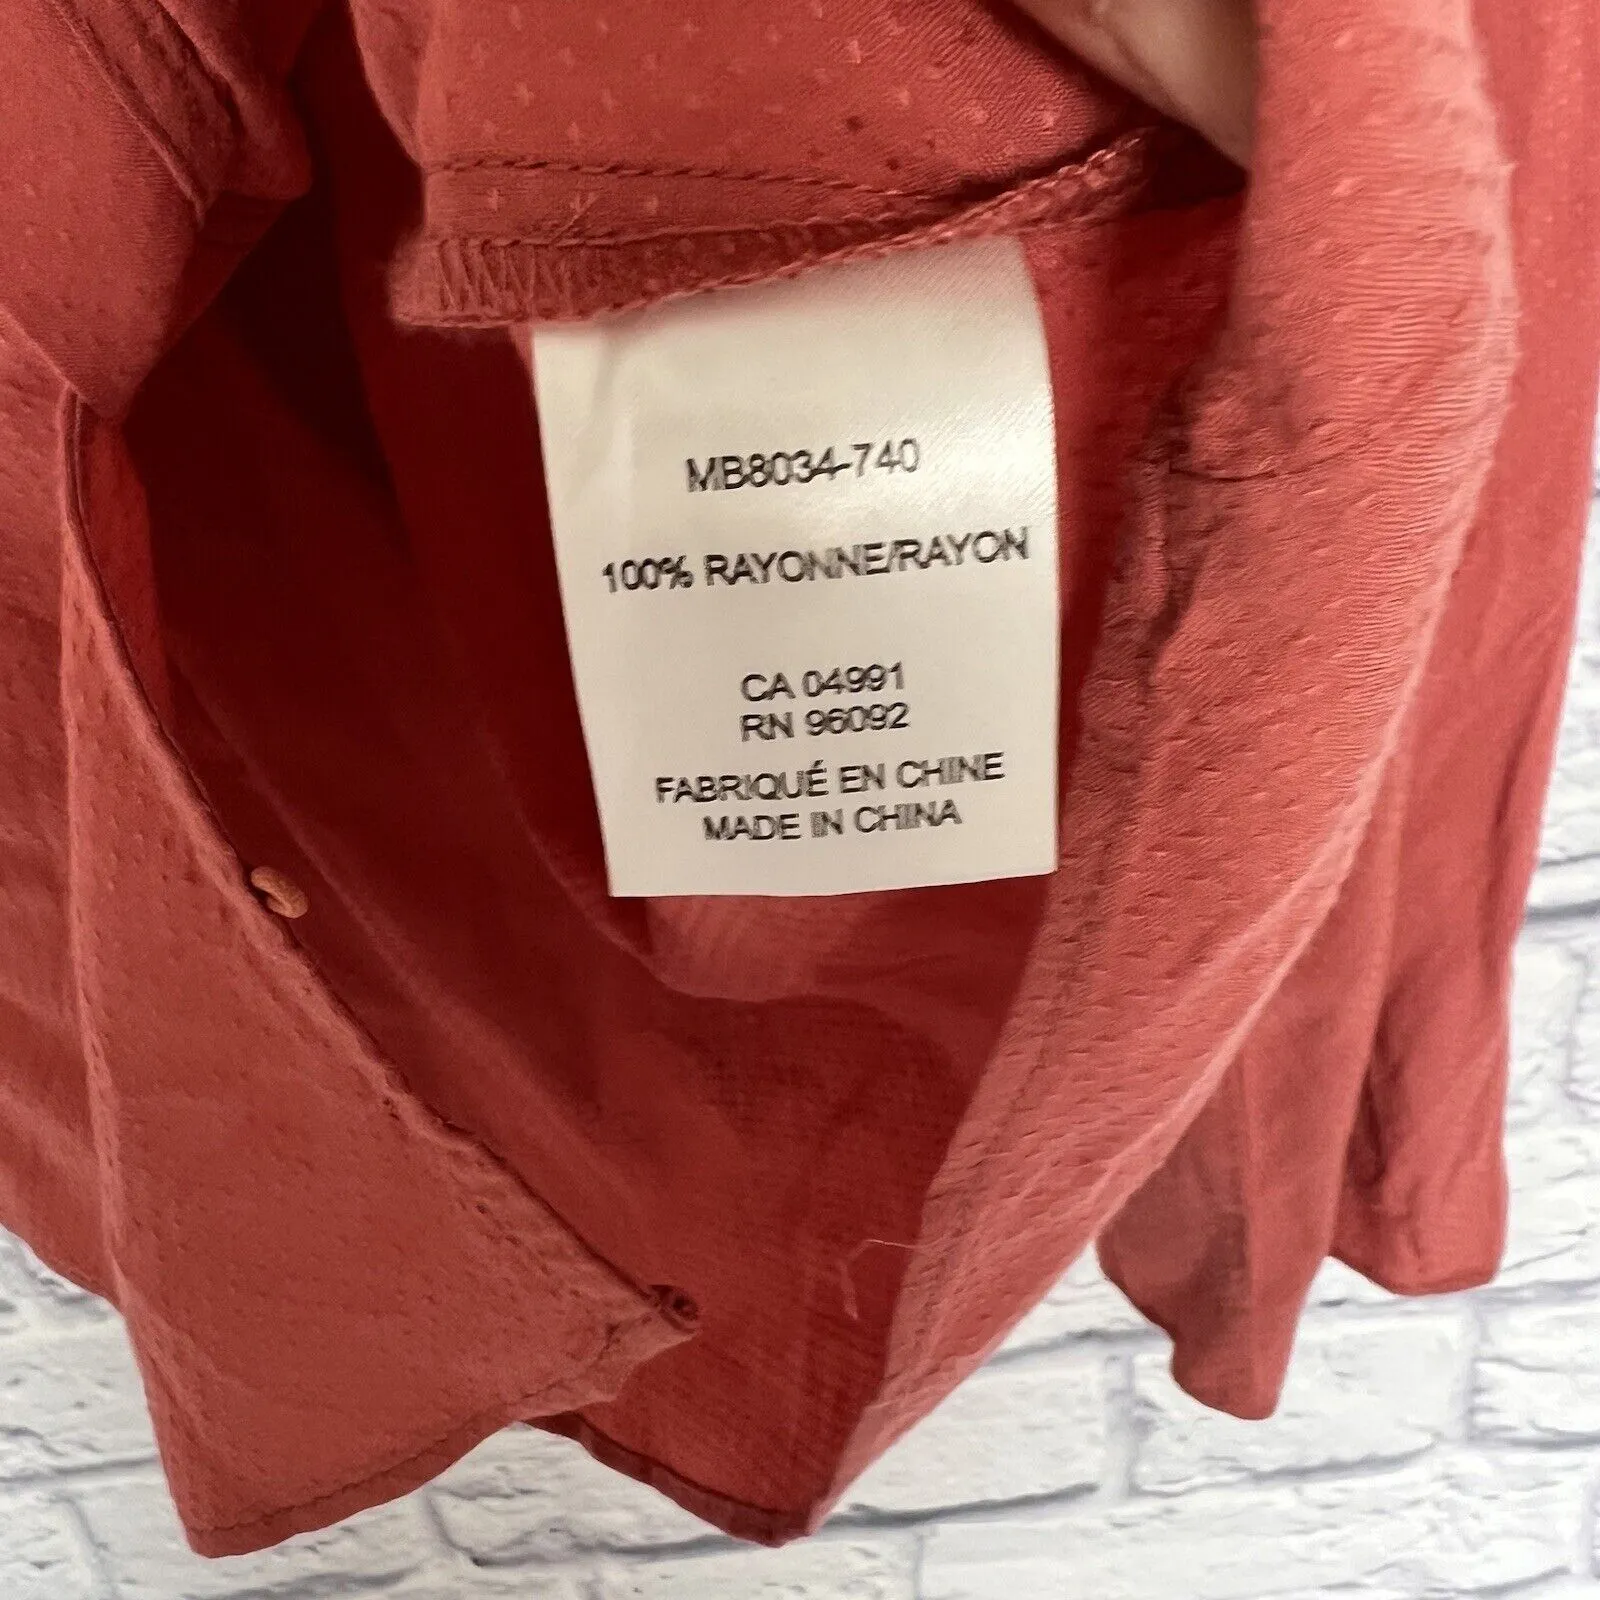 MB8034-740
100% RAYONNE/RAYON
CA 04991
RN 96092
FABRIQUÉ EN CHINE
MADE IN CHINA